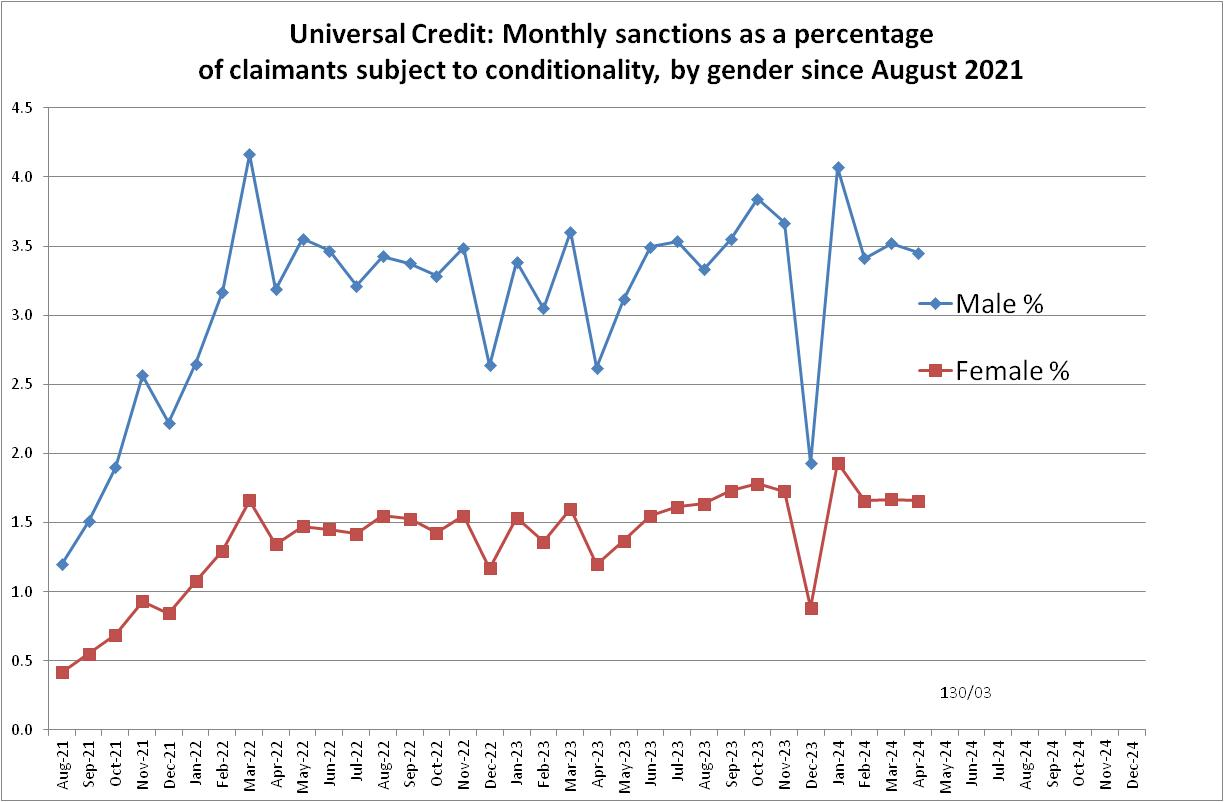 Universal Credit: Monthly sanctions as a percentage
of claimants subject to conditionality, by gender since August 2021
4.5
4.0
3.5
3.0
2.5
2.0
1.5
1.0
0.5
0.0
Male %
Female %
130/03
Aug-21
Sep-21
Oct-21
Nov-21
Dec-21
Jan-22
Feb-22
Mar-22
Apr-22
May-22
Jun-22
Jul-22
Aug-22
Sep-22
Oct-22
Nov-22
Dec-22
Jan-23
Feb-23
Mar-23
Apr-23
May-23
Jun-23
Jul-23
Aug-23
Sep-23
Oct-23
Nov-23
Dec-23
Jan-24
Feb-24
Mar-24
Apr-24
May-24
Jun-24
Jul-24
Aug-24
Sep-24
Oct-24
Nov-24
Dec-24